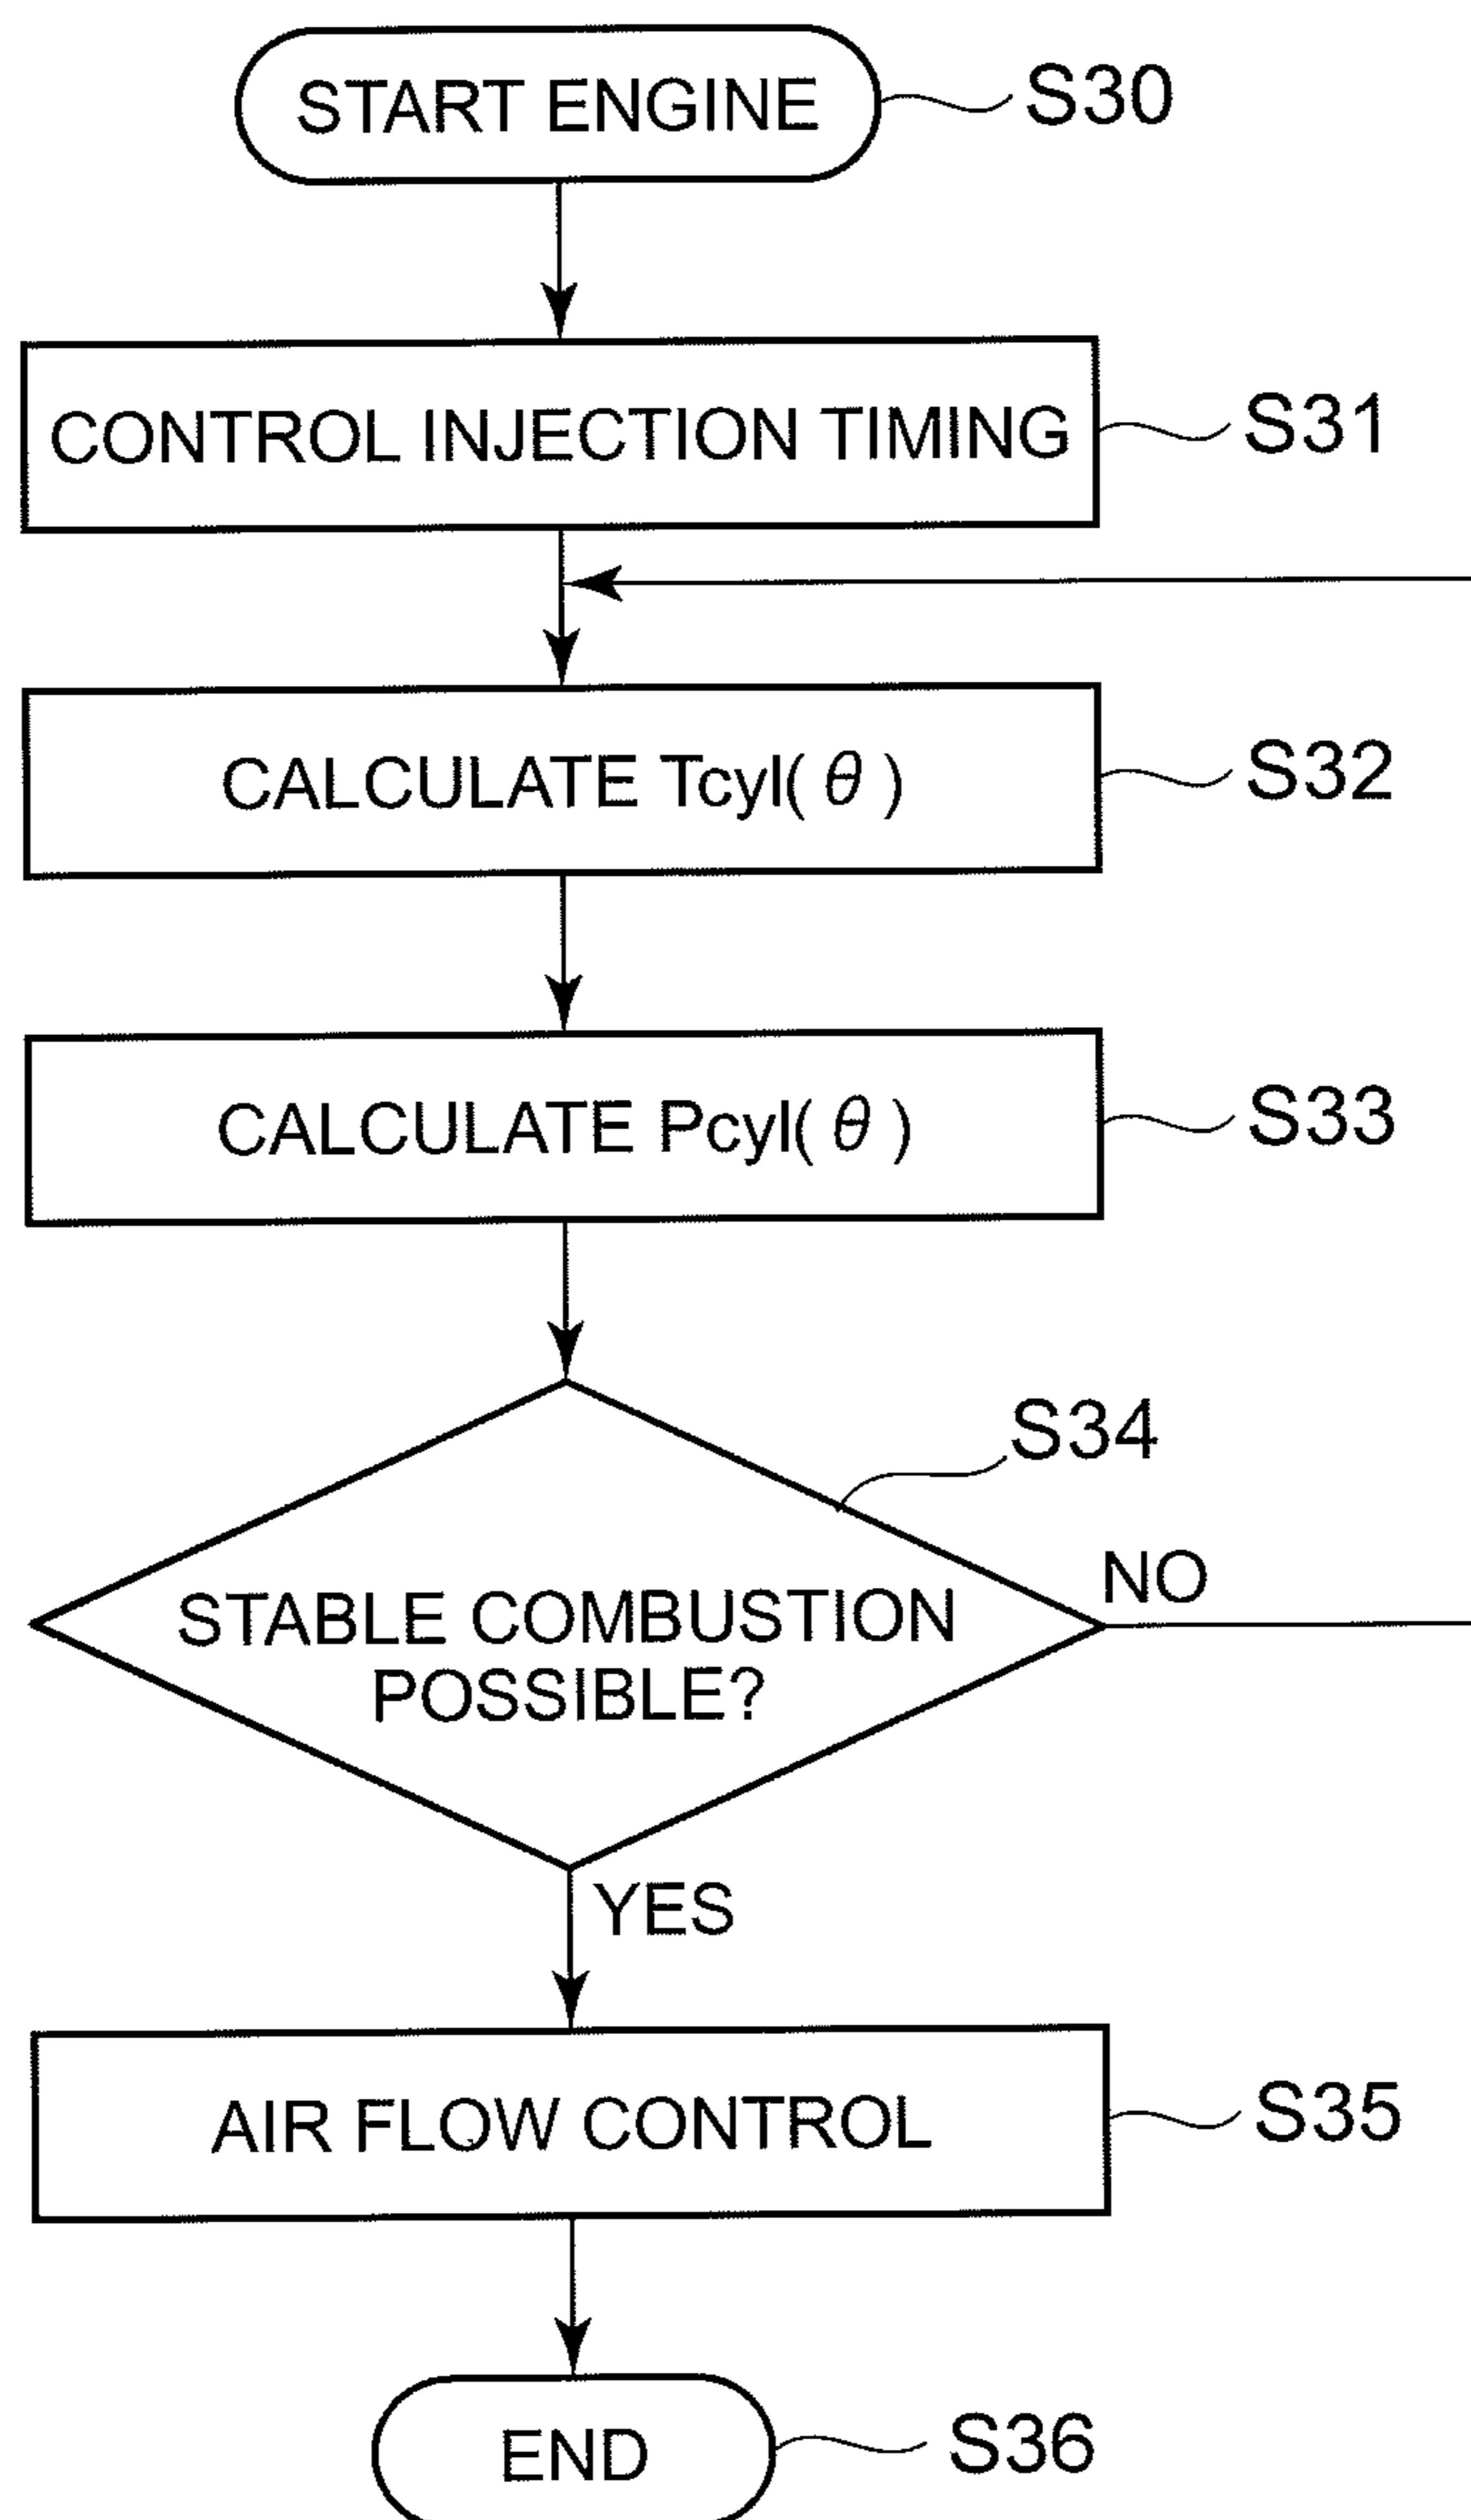 START ENGINE
S30
CONTROL INJECTION TIMING
S31
CALCULATE Tcyl( θ )
S32
CALCULATE Pcyl( θ )
S33
S34
STABLE COMBUSTION
POSSIBLE?
NO
YES
AIR FLOW CONTROL
S35
END
S36